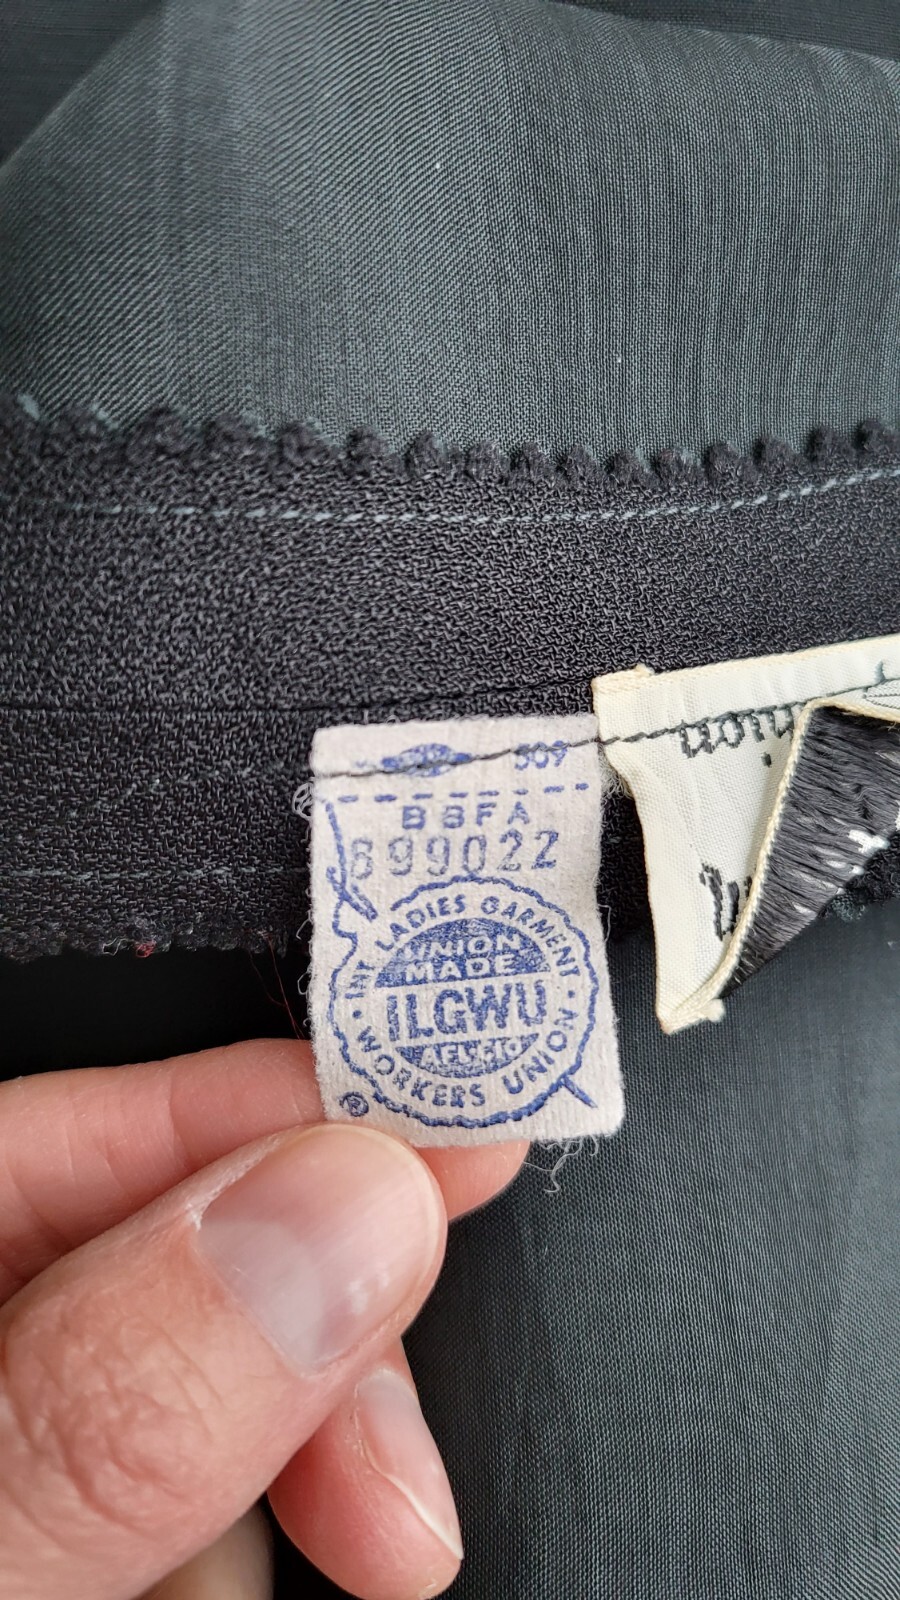 509
BBFA
899022
INT LADIES GARMENT
UNION
MADE
ILGWU
AFL-CIO
WORKERS UNION
®